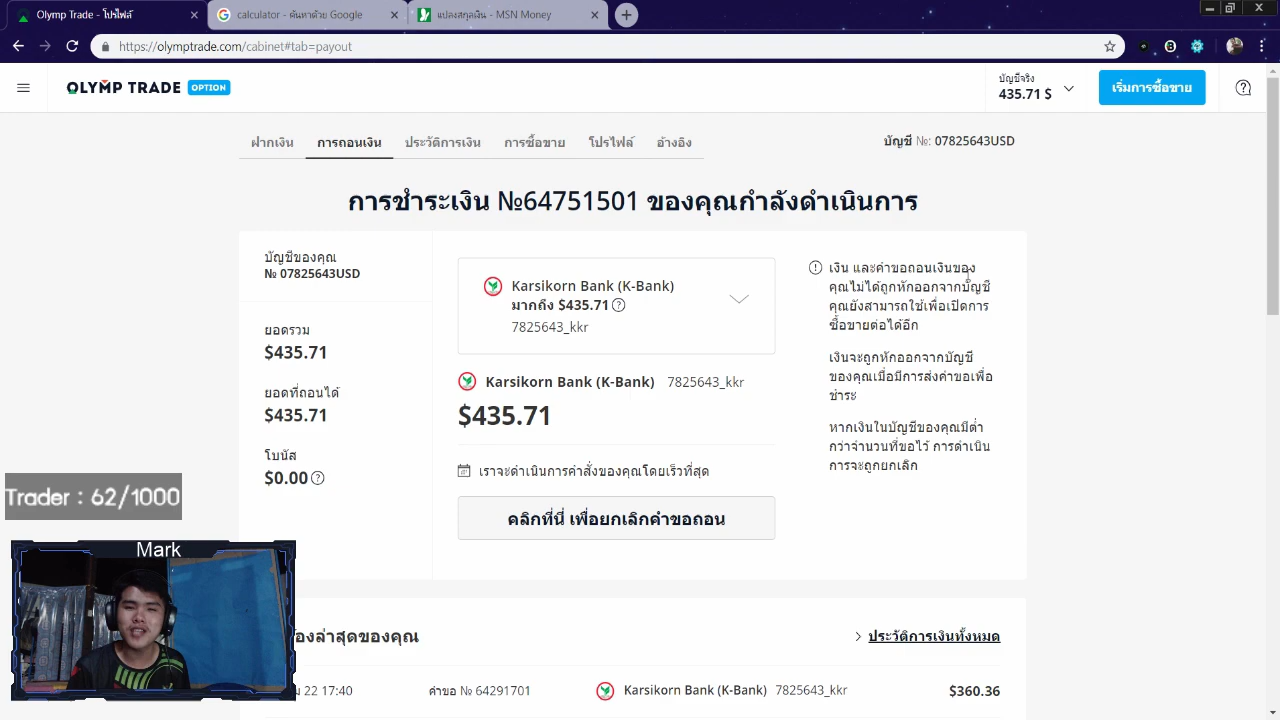 Olymp Trade - โปรไฟล์
calculator - ค้นหาด้วย Google
แปลงสกุลเงิน - MSN Money
https://olymptrade.com/cabinet#tab=payout
OLYMP TRADE OPTION
บัญชีจริง
435.71 $
เริ่มการซื้อขาย
ฝากเงิน การถอนเงิน ประวัติการเงิน การซื้อขาย โปรไฟล์ อ้างอิง
บัญชี №: 07825643USD
การชำระเงิน №64751501 ของคุณกำลังดำเนินการ
บัญชีของคุณ
№ 07825643USD
ยอดรวม
$435.71
ยอดที่ถอนได้
$435.71
โบนัส
$0.00
Karsikorn Bank (K-Bank)
มากถึง $435.71
7825643_kkr
Karsikorn Bank (K-Bank) 7825643_kkr
$435.71
เราจะดำเนินการคำสั่งของคุณโดยเร็วที่สุด
คลิกที่นี่ เพื่อยกเลิกคำขอถอน
เงิน และคำขอถอนเงินของ
คุณไม่ได้ถูกหักออกจากบัญชี
คุณยังสามารถใช้เพื่อเปิดการ
ซื้อขายต่อได้อีก
เงินจะถูกหักออกจากบัญชี
ของคุณเมื่อมีการส่งคำขอเพื่อ
ชำระ
หากเงินในบัญชีของคุณมีต่ำ
กว่าจำนวนที่ขอไว้ การดำเนิน
การจะถูกยกเลิก
Trader : 62/1000
Mark
ล่าสุดของคุณ
ประวัติการเงินทั้งหมด
22 17:40 คำขอ № 64291701 Karsikorn Bank (K-Bank) 7825643_kkr $360.36